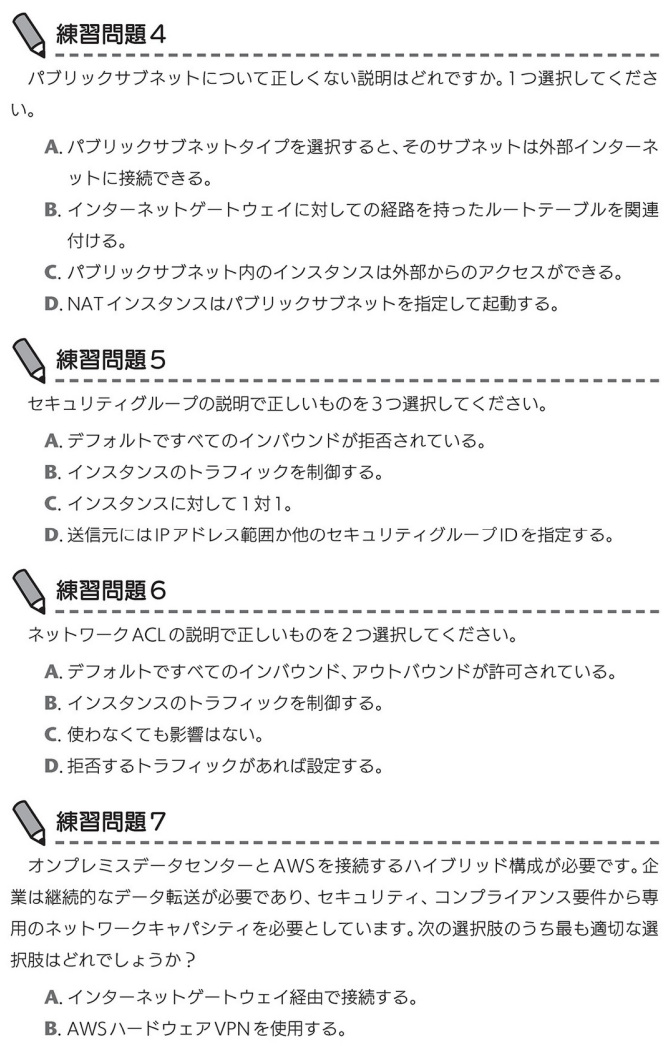 練習問題4
パブリックサブネットについて正しくない説明はどれですか。1つ選択してくださ
い。
A. パブリックサブネットタイプを選択すると、そのサブネットは外部インターネ
ットに接続できる。
B. インターネットゲートウェイに対しての経路を持ったルートテーブルを関連
付ける。
C. パブリックサブネット内のインスタンスは外部からのアクセスができる。
D. NATインスタンスはパブリックサブネットを指定して起動する。
練習問題5
セキュリティグループの説明で正しいものを3つ選択してください。
A. デフォルトですべてのインバウンドが拒否されている。
B. インスタンスのトラフィックを制御する。
C. インスタンスに対して1対1。
D. 送信元にはIPアドレス範囲か他のセキュリティグループIDを指定する。
練習問題6
ネットワークACLの説明で正しいものを2つ選択してください。
A. デフォルトですべてのインバウンド、アウトバウンドが許可されている。
B. インスタンスのトラフィックを制御する。
C. 使わなくても影響はない。
D. 拒否するトラフィックがあれば設定する。
練習問題7
オンプレミスデータセンターとAWSを接続するハイブリッド構成が必要です。企
業は継続的なデータ転送が必要であり、セキュリティ、コンプライアンス要件から専
用のネットワークキャパシティを必要としています。次の選択肢のうち最も適切な選
択肢はどれでしょうか？
A. インターネットゲートウェイ経由で接続する。
B. AWSハードウェアVPNを使用する。